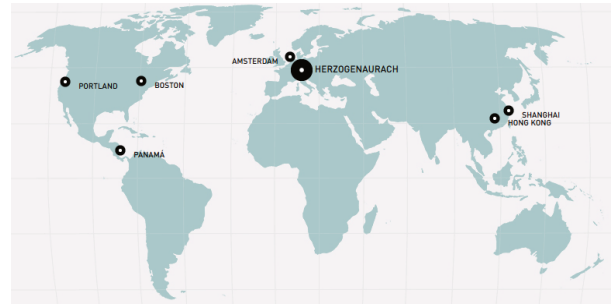 AMSTERDAM
HERZOGENAURACH
PORTLAND
BOSTON
SHANGHAI
HONG KONG
PANAMÁ